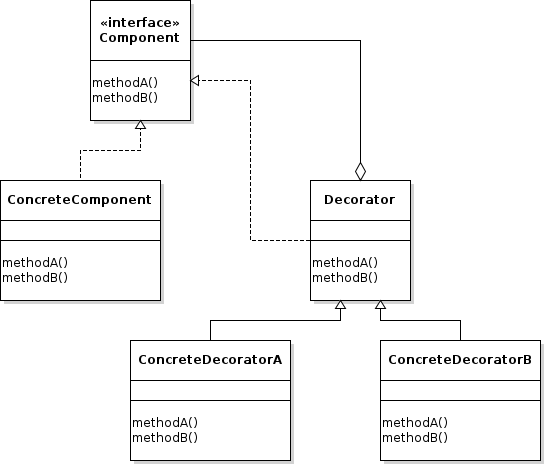 «interface»
Component
methodA()
methodB()
ConcreteComponent
methodA()
methodB()
Decorator
methodA()
methodB()
ConcreteDecoratorA
methodA()
methodB()
ConcreteDecoratorB
methodA()
methodB()